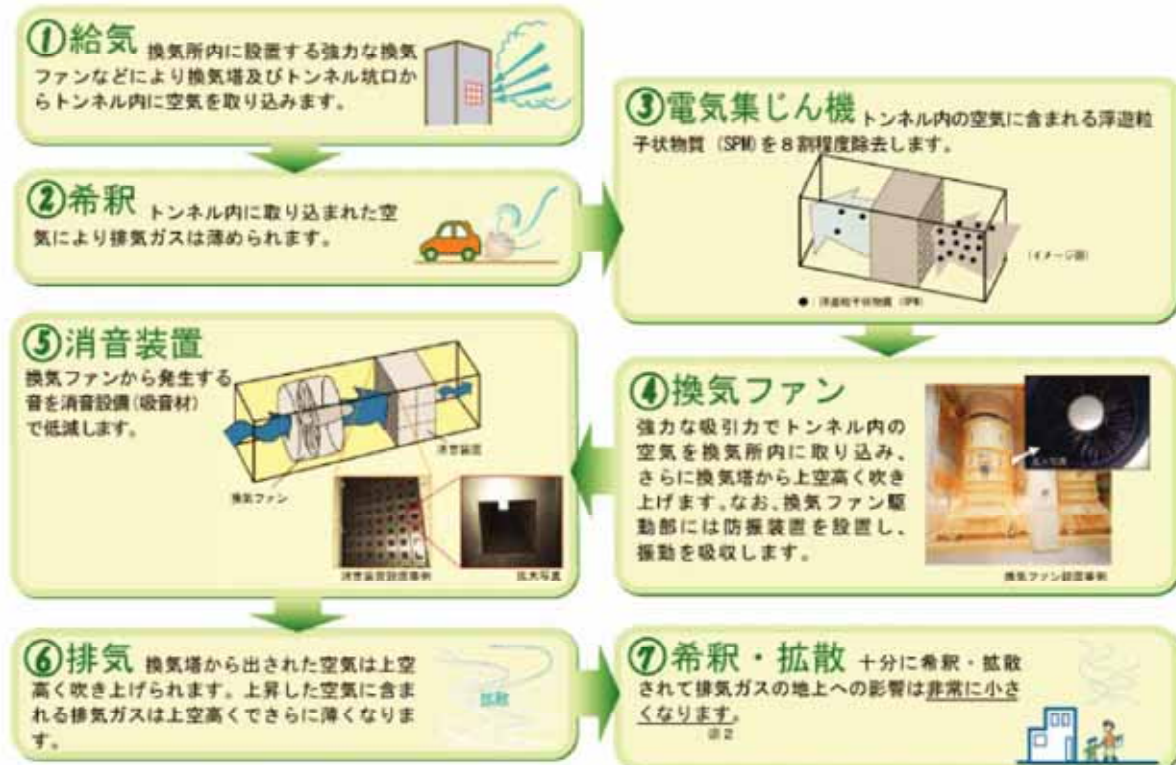 ①給気 換気所内に設置する強力な換気
ファンなどにより換気塔及びトンネル坑口か
らトンネル内に空気を取り込みます。
②希釈 トンネル内に取り込まれた空
気により排気ガスは薄められます。
③電気集じん機 トンネル内の空気に含まれる浮遊粒
子状物質(SPM)を8割程度除去します。
(イメージ図)
●:浮遊粒子状物質(SPM)
④換気ファン
強力な吸引力でトンネル内の
空気を換気所内に取り込み、
さらに換気塔から上空高く吹き
上げます。なお、換気ファン駆
動部には防振装置を設置し、
振動を吸収します。
拡大写真
換気ファン設置事例
⑤消音装置
換気ファンから発生する
音を消音設備(吸音材)
で低減します。
消音装置
換気ファン
消音装置設置事例
拡大写真
⑥排気 換気塔から出された空気は上空
高く吹き上げられます。上昇した空気に含ま
れる排気ガスは上空高くでさらに薄くなりま
す。
拡散
⑦希釈・拡散 十分に希釈・拡散
されて排気ガスの地上への影響は非常に小さ
くなります。
※2